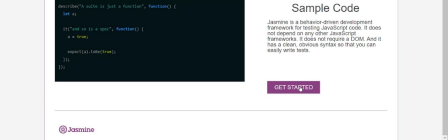 describe("A suite is just a function", function() {
let a;
it("and so is a spec", function() {
a = true;
expect(a).toBe(true);
});
});
Sample Code
Jasmine is a behavior-driven development
framework for testing JavaScript code. It does
not depend on any other JavaScript
frameworks. It does not require a DOM. And it
has a clean, obvious syntax so that you can
easily write tests.
GET STARTED
Jasmine